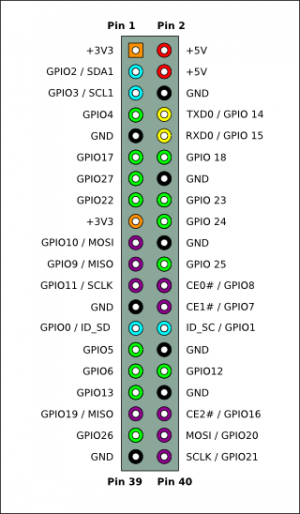 Pin 1 Pin 2
+3V3 +5V
GPIO2 / SDA1 +5V
GPIO3 / SCL1 GND
GPIO4 TXD0 / GPIO 14
GND RXD0 / GPIO 15
GPIO17 GPIO 18
GPIO27 GND
GPIO22 GPIO 23
+3V3 GPIO 24
GPIO10 / MOSI GND
GPIO9 / MISO GPIO 25
GPIO11 / SCLK CE0# / GPIO8
GND CE1# / GPIO7
GPIO0 / ID_SD ID_SC / GPIO1
GPIO5 GND
GPIO6 GPIO12
GPIO13 GND
GPIO19 / MISO CE2# / GPIO16
GPIO26 MOSI / GPIO20
GND SCLK / GPIO21
Pin 39 Pin 40